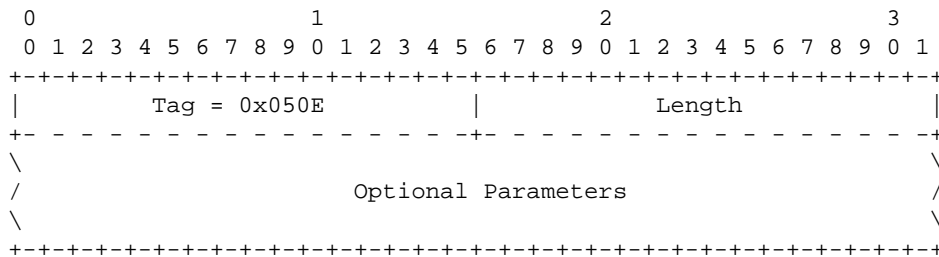 0                   1                   2                   3
 0 1 2 3 4 5 6 7 8 9 0 1 2 3 4 5 6 7 8 9 0 1 2 3 4 5 6 7 8 9 0 1
+-+-+-+-+-+-+-+-+-+-+-+-+-+-+-+-+-+-+-+-+-+-+-+-+-+-+-+-+-+-+-+-+
|         Tag = 0x050E          |            Length             |
+- - - - - - - - - - - - - - - -+- - - - - - - - - - - - - - - -+
\                                                               \
/                       Optional Parameters                     /
\                                                               \
+-+-+-+-+-+-+-+-+-+-+-+-+-+-+-+-+-+-+-+-+-+-+-+-+-+-+-+-+-+-+-+-+